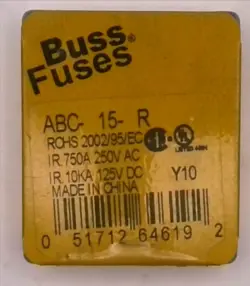 Buss®
Fuses
ABC- 15- R
ROHS 2002/95/EC
IR.750A 250V AC
IR.10KA 125V DC Y10
MADE IN CHINA
0 51712 64619 2